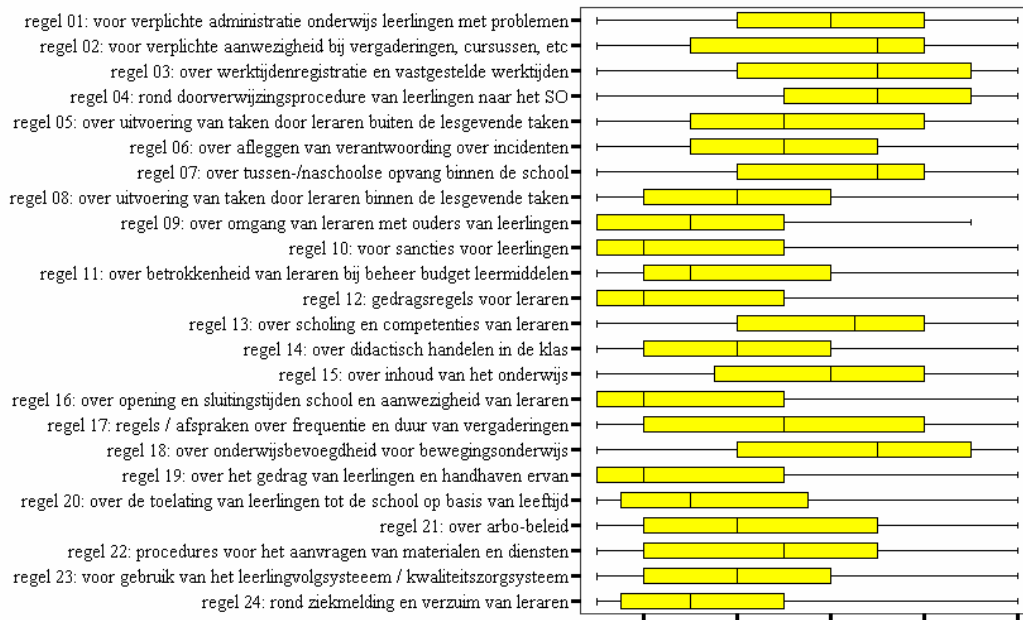 regel 01: voor verplichte administratie onderwijs leerlingen met problemen
regel 02: voor verplichte aanwezigheid bij vergaderingen, cursussen, etc
regel 03: over werktijdenregistratie en vastgestelde werktijden
regel 04: rond doorverwijzingsprocedure van leerlingen naar het SO
regel 05: over uitvoering van taken door leraren buiten de lesgevende taken
regel 06: over afleggen van verantwoording over incidenten
regel 07: over tussen-/naschoolse opvang binnen de school
regel 08: over uitvoering van taken door leraren binnen de lesgevende taken
regel 09: over omgang van leraren met ouders van leerlingen
regel 10: voor sancties voor leerlingen
regel 11: over betrokkenheid van leraren bij beheer budget leermiddelen
regel 12: gedragsregels voor leraren
regel 13: over scholing en competenties van leraren
regel 14: over didactisch handelen in de klas
regel 15: over inhoud van het onderwijs
regel 16: over opening en sluitingstijden school en aanwezigheid van leraren
regel 17: regels / afspraken over frequentie en duur van vergaderingen
regel 18: over onderwijsbevoegdheid voor bewegingsonderwijs
regel 19: over het gedrag van leerlingen en handhaven ervan
regel 20: over de toelating van leerlingen tot de school op basis van leeftijd
regel 21: over arbo-beleid
regel 22: procedures voor het aanvragen van materialen en diensten
regel 23: voor gebruik van het leerlingvolgsysteeem / kwaliteitszorgsysteem
regel 24: rond ziekmelding en verzuim van leraren